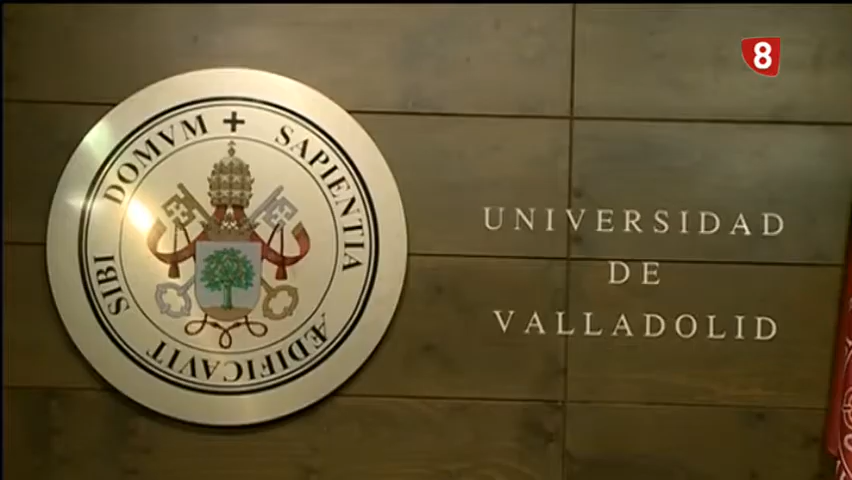 8
SAPIENTIA ÆDIFICAVIT SIBI DOMVM
UNIVERSIDAD
DE
VALLADOLID